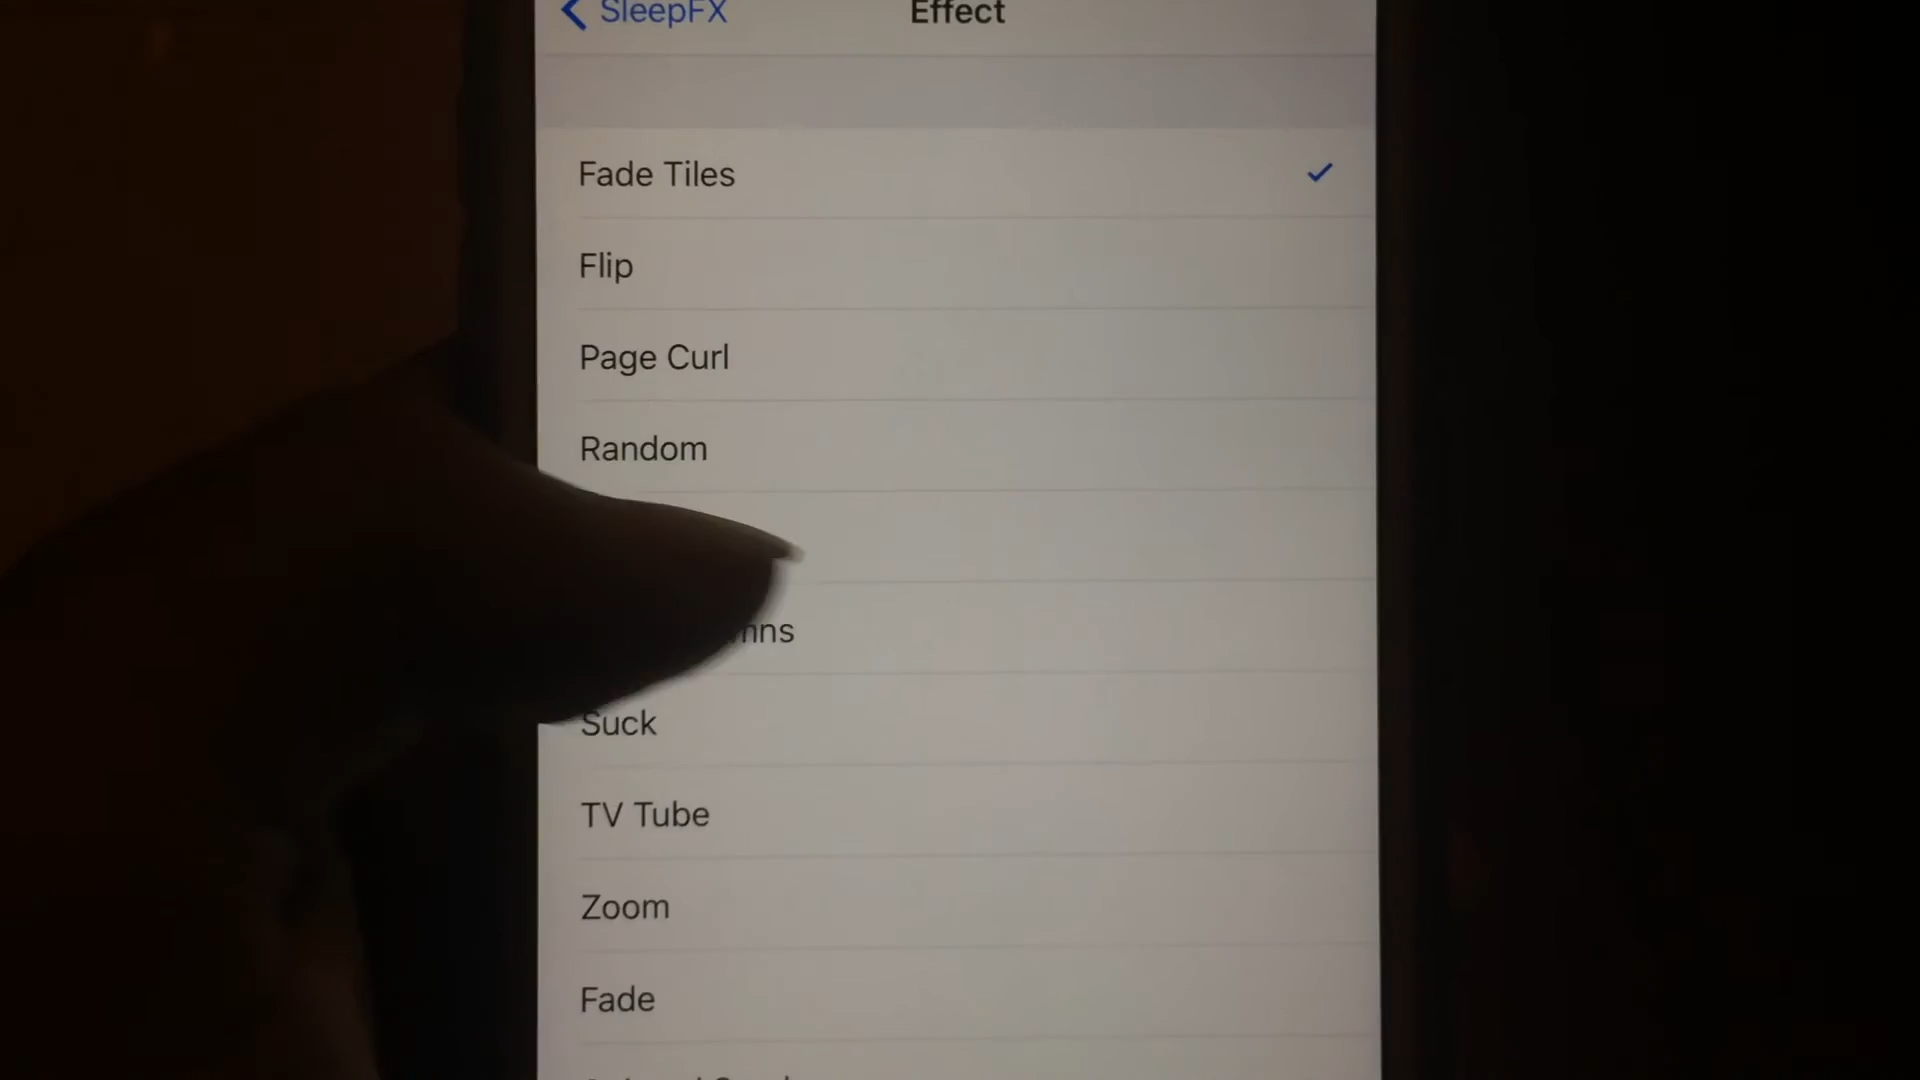 SleepFX
Effect
Fade Tiles
Flip
Page Curl
Random
Suck
TV Tube
Zoom
Fade